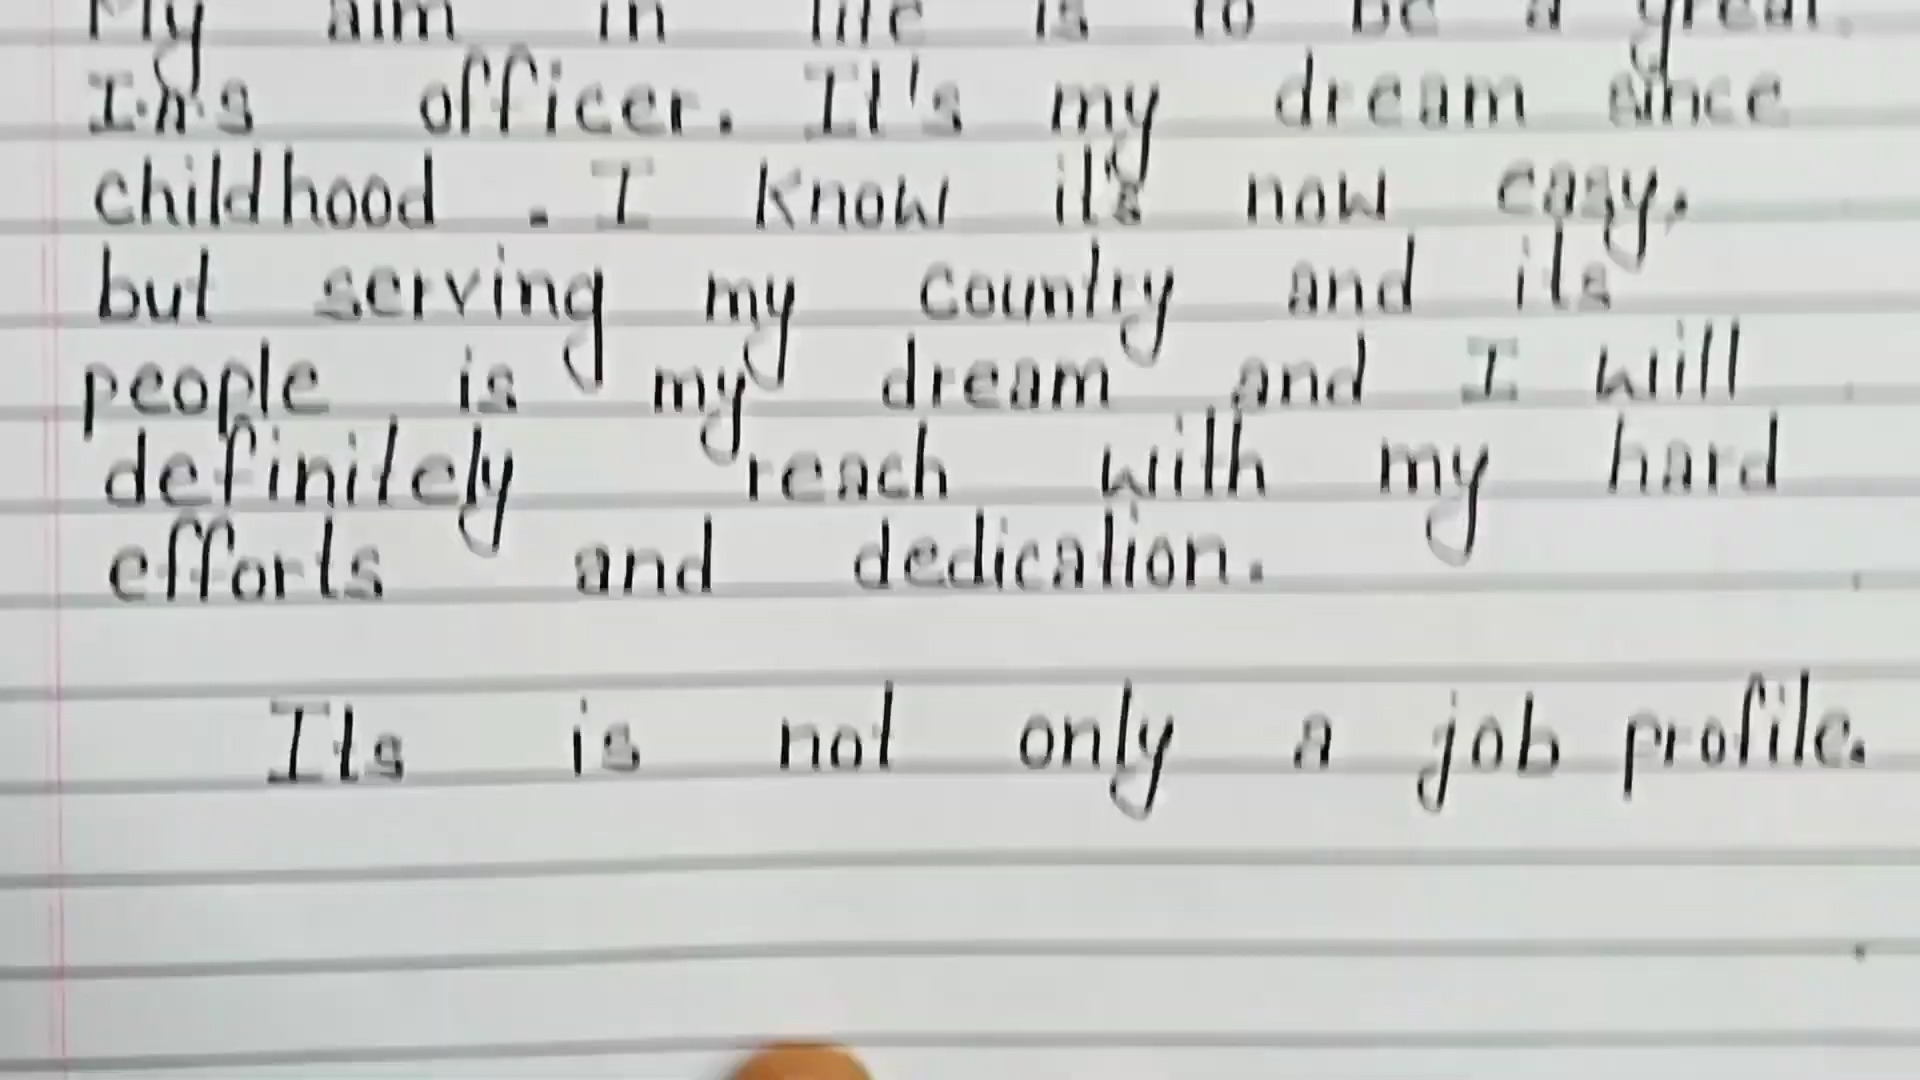 My aim in life is to be a great
officer. It's my dream since
childhood. I know it's now easy,
but serving my country and its
people is my dream and I will
definitely reach with my hard
efforts and dedication.
Its is not only a job profile.